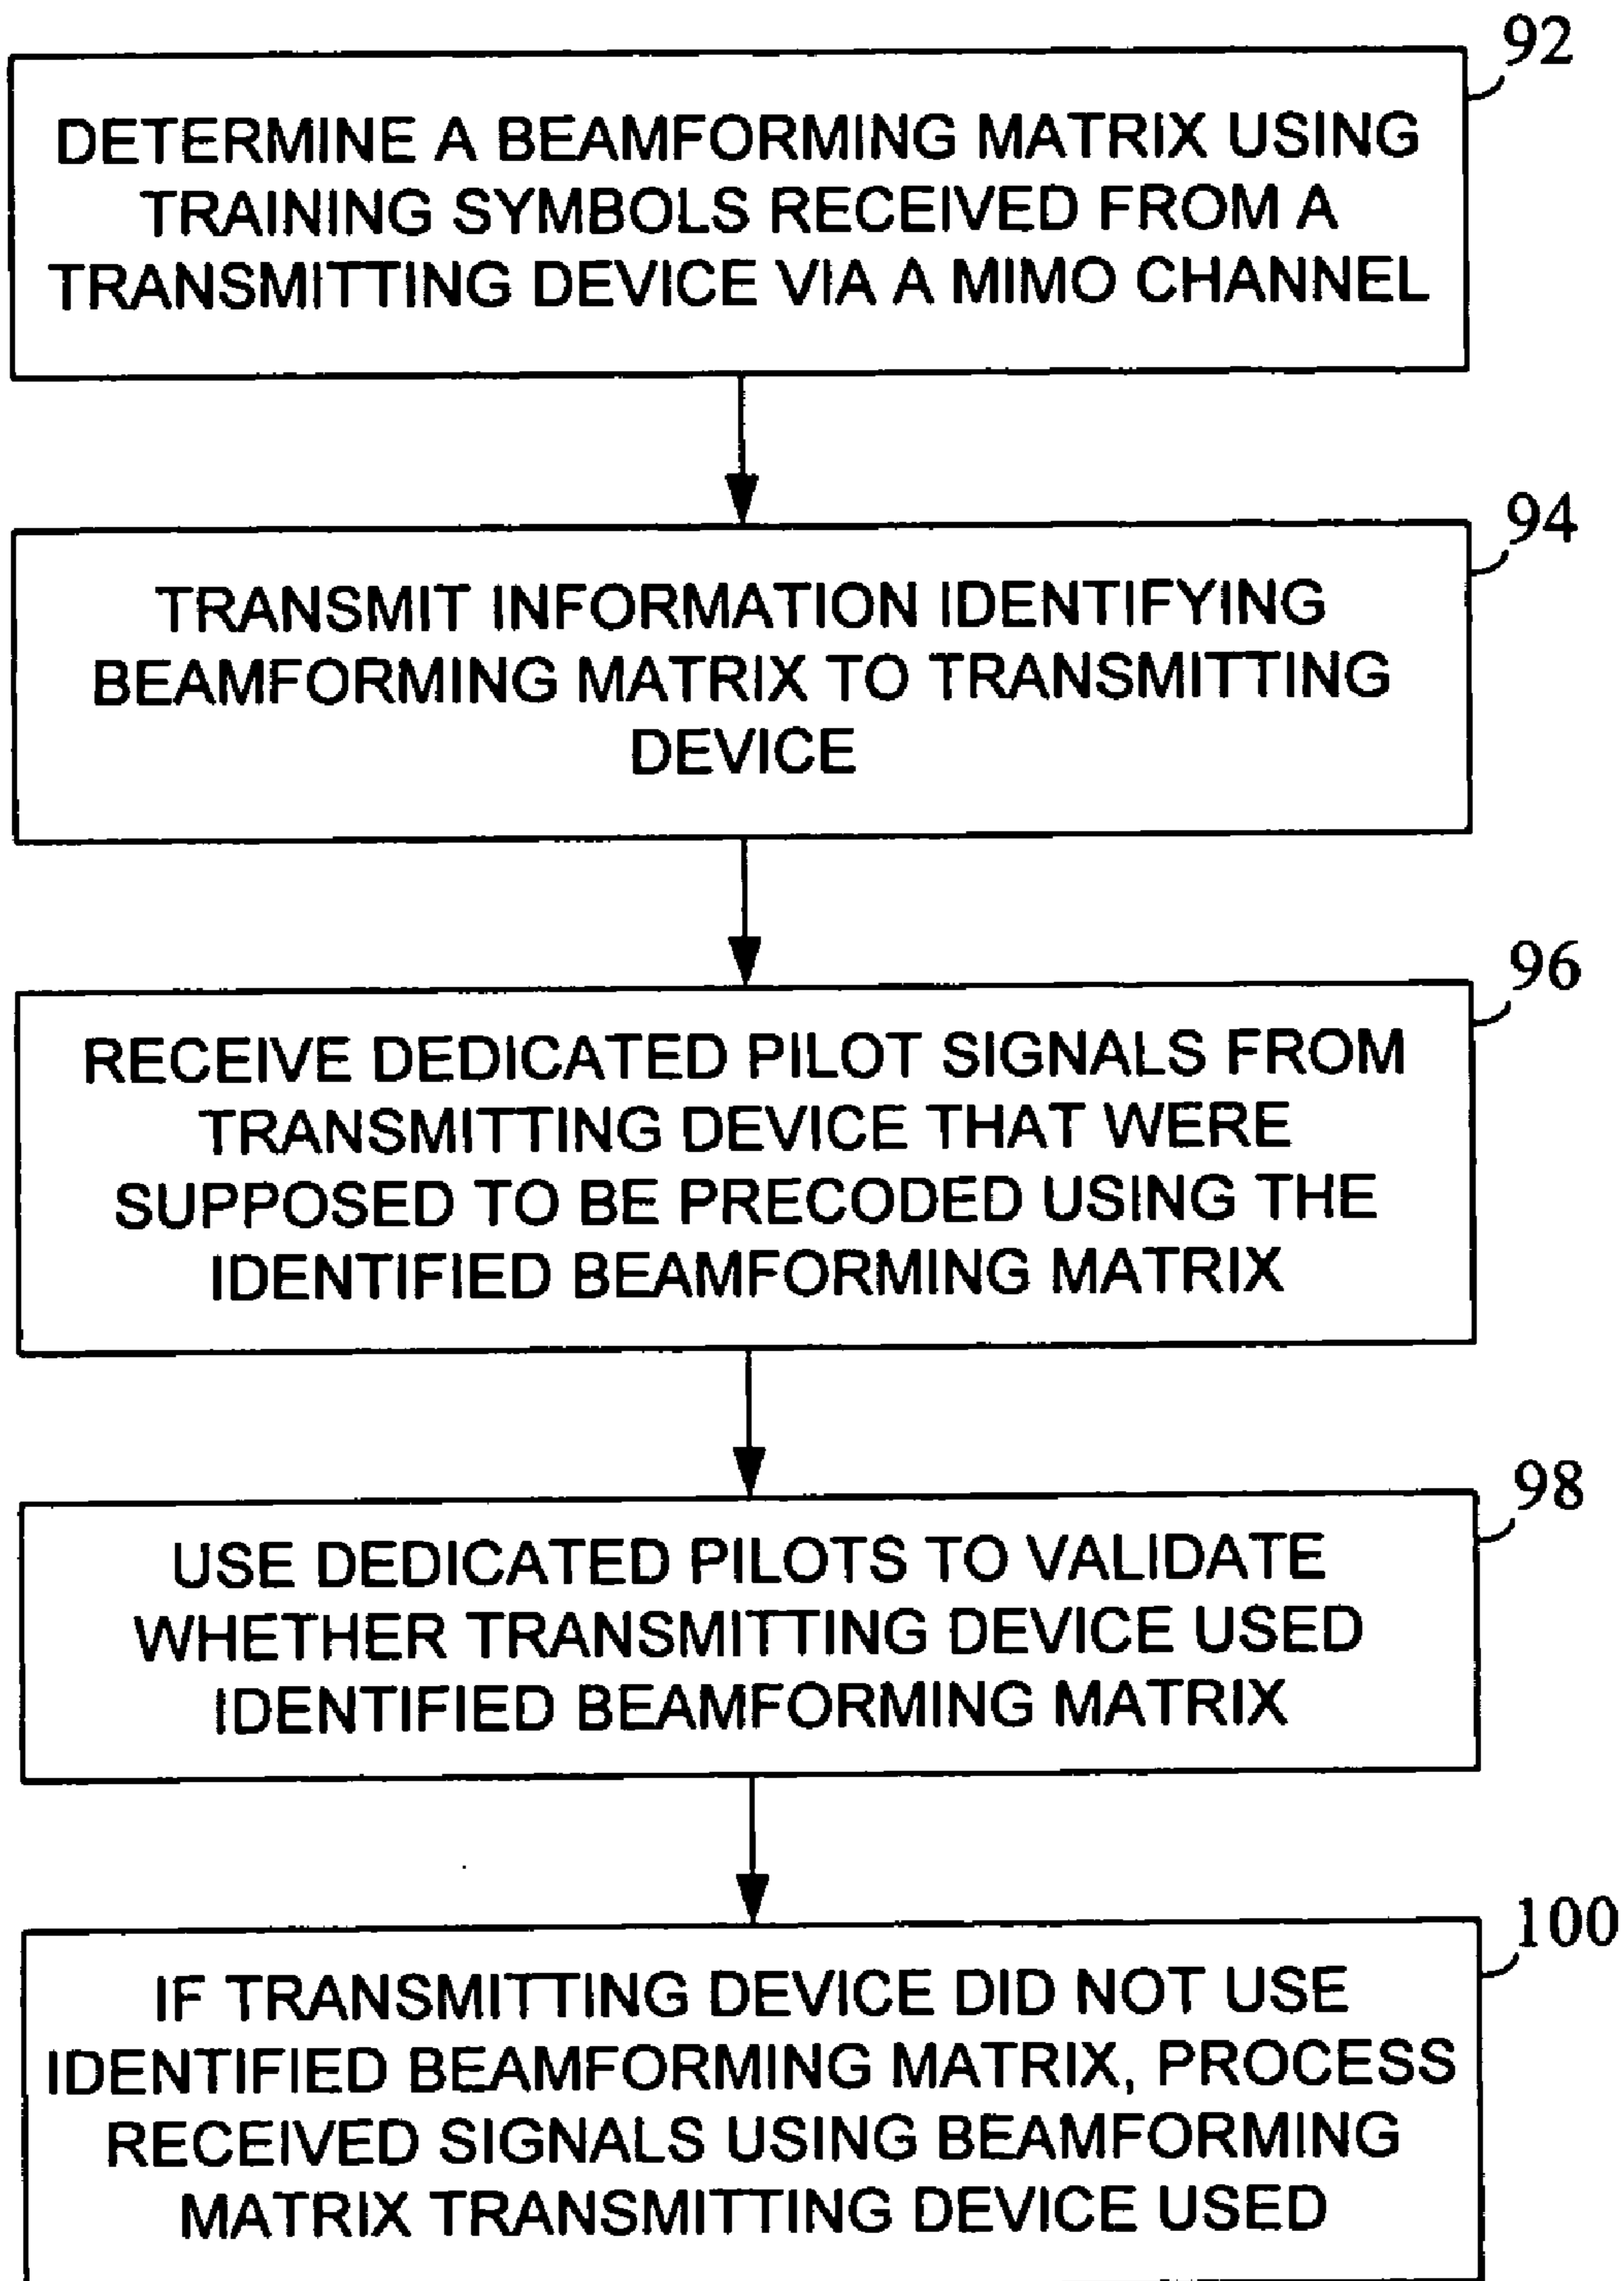 92
DETERMINE A BEAMFORMING MATRIX USING
TRAINING SYMBOLS RECEIVED FROM A
TRANSMITTING DEVICE VIA A MIMO CHANNEL
94
TRANSMIT INFORMATION IDENTIFYING
BEAMFORMING MATRIX TO TRANSMITTING
DEVICE
96
RECEIVE DEDICATED PILOT SIGNALS FROM
TRANSMITTING DEVICE THAT WERE
SUPPOSED TO BE PRECODED USING THE
IDENTIFIED BEAMFORMING MATRIX
98
USE DEDICATED PILOTS TO VALIDATE
WHETHER TRANSMITTING DEVICE USED
IDENTIFIED BEAMFORMING MATRIX
100
IF TRANSMITTING DEVICE DID NOT USE
IDENTIFIED BEAMFORMING MATRIX, PROCESS
RECEIVED SIGNALS USING BEAMFORMING
MATRIX TRANSMITTING DEVICE USED